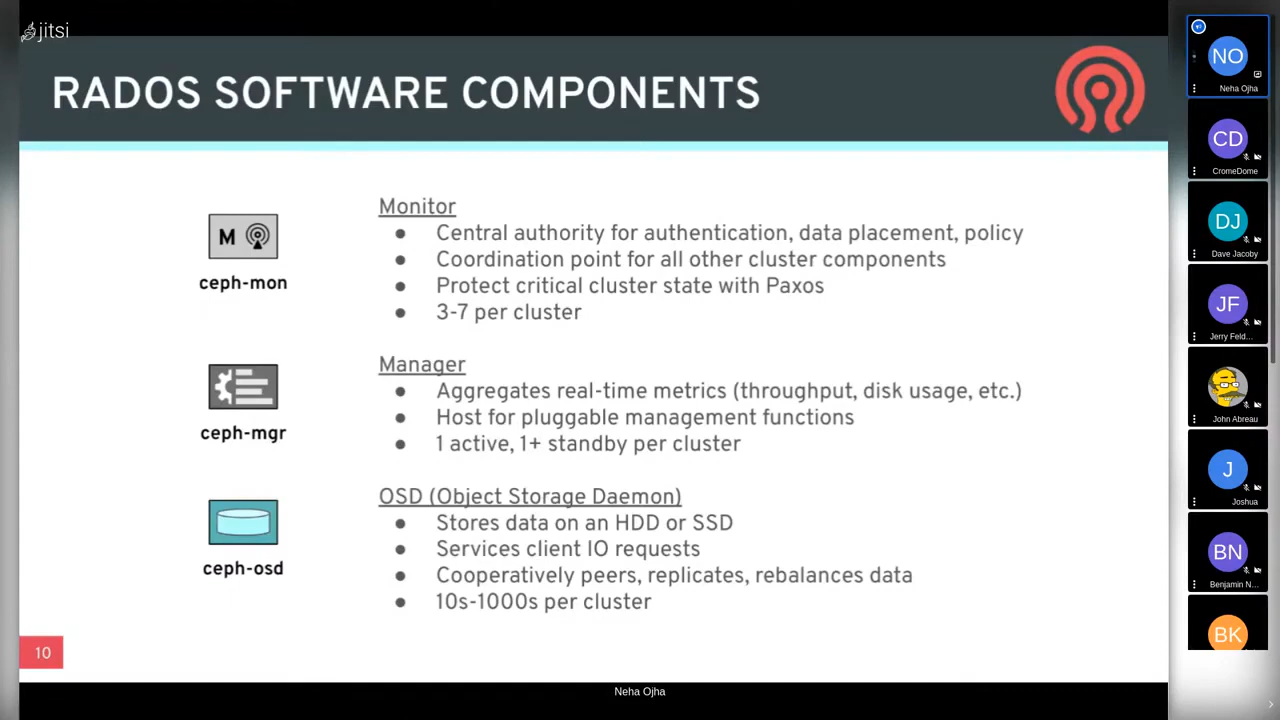 jitsi
RADOS SOFTWARE COMPONENTS
M
ceph-mon
Monitor
● Central authority for authentication, data placement, policy
● Coordination point for all other cluster components
● Protect critical cluster state with Paxos
● 3-7 per cluster
ceph-mgr
Manager
● Aggregates real-time metrics (throughput, disk usage, etc.)
● Host for pluggable management functions
● 1 active, 1+ standby per cluster
ceph-osd
OSD (Object Storage Daemon)
● Stores data on an HDD or SSD
● Services client IO requests
● Cooperatively peers, replicates, rebalances data
● 10s-1000s per cluster
10
Neha Ojha
NO
Neha Ojha
CD
CromeDome
DJ
Dave Jacoby
JF
Jerry Feld...
John Abreau
J
Joshua
BN
Benjamin N...
BK